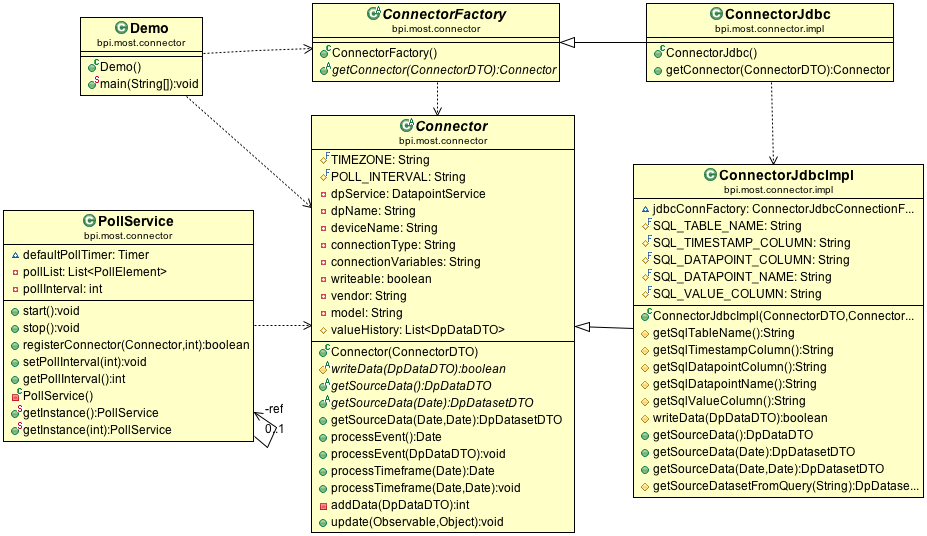 Demo
bpi.most.connector
Demo()
main(String[]):void
ConnectorFactory
bpi.most.connector
ConnectorFactory()
getConnector(ConnectorDTO):Connector
ConnectorJdbc
bpi.most.connector.impl
ConnectorJdbc()
getConnector(ConnectorDTO):Connector
Connector
bpi.most.connector
TIMEZONE: String
POLL_INTERVAL: String
dpService: DatapointService
dpName: String
deviceName: String
connectionType: String
connectionVariables: String
writeable: boolean
vendor: String
model: String
valueHistory: List<DpDataDTO>
Connector(ConnectorDTO)
writeData(DpDataDTO):boolean
getSourceData():DpDataDTO
getSourceData(Date):DpDatasetDTO
getSourceData(Date,Date):DpDatasetDTO
processEvent():Date
processEvent(DpDataDTO):void
processTimeframe(Date):Date
processTimeframe(Date,Date):void
addData(DpDataDTO):int
update(Observable,Object):void
ConnectorJdbcImpl
bpi.most.connector.impl
jdbcConnFactory: ConnectorJdbcConnectionF...
SQL_TABLE_NAME: String
SQL_TIMESTAMP_COLUMN: String
SQL_DATAPOINT_COLUMN: String
SQL_DATAPOINT_NAME: String
SQL_VALUE_COLUMN: String
ConnectorJdbcImpl(ConnectorDTO,Connector...
getSqlTableName():String
getSqlTimestampColumn():String
getSqlDatapointColumn():String
getSqlDatapointName():String
getSqlValueColumn():String
writeData(DpDataDTO):boolean
getSourceData():DpDataDTO
getSourceData(Date):DpDatasetDTO
getSourceData(Date,Date):DpDatasetDTO
getSourceDatasetFromQuery(String):DpDatase...
PollService
bpi.most.connector
defaultPollTimer: Timer
pollList: List<PollElement>
pollInterval: int
start():void
stop():void
registerConnector(Connector,int):boolean
setPollInterval(int):void
getPollInterval():int
PollService()
getInstance():PollService
getInstance(int):PollService
-ref
0,1